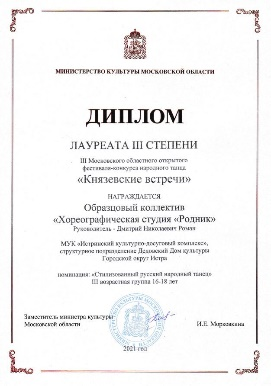 МИНИСТЕРСТВО КУЛЬТУРЫ МОСКОВСКОЙ ОБЛАСТИ
ДИПЛОМ
ЛАУРЕАТА III СТЕПЕНИ
III Московского областного открытого
фестиваля-конкурса народного танца
«Князевские встречи»
НАГРАЖДАЕТСЯ
Образцовый коллектив
«Хореографическая студия «Родник»
Руководитель - Дмитрий Николаевич Роман
МУК «Истринский культурно-досуговый комплекс»,
структурное подразделение Дедовский Дом культуры
Городской округ Истра
номинация: «Стилизованный русский народный танец»
III возрастная группа 16-18 лет
Заместитель министра культуры
Московской области
И.Е. Морковкина
2021 год